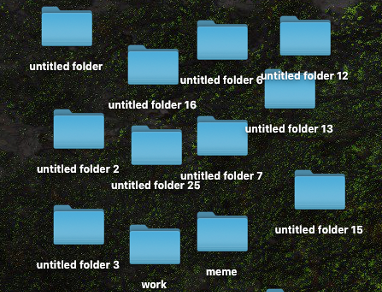 untitled folder
untitled folder 16
untitled folder 6
untitled folder 12
untitled folder 13
untitled folder 2
untitled folder 25
untitled folder 7
untitled folder 15
untitled folder 3
work
meme